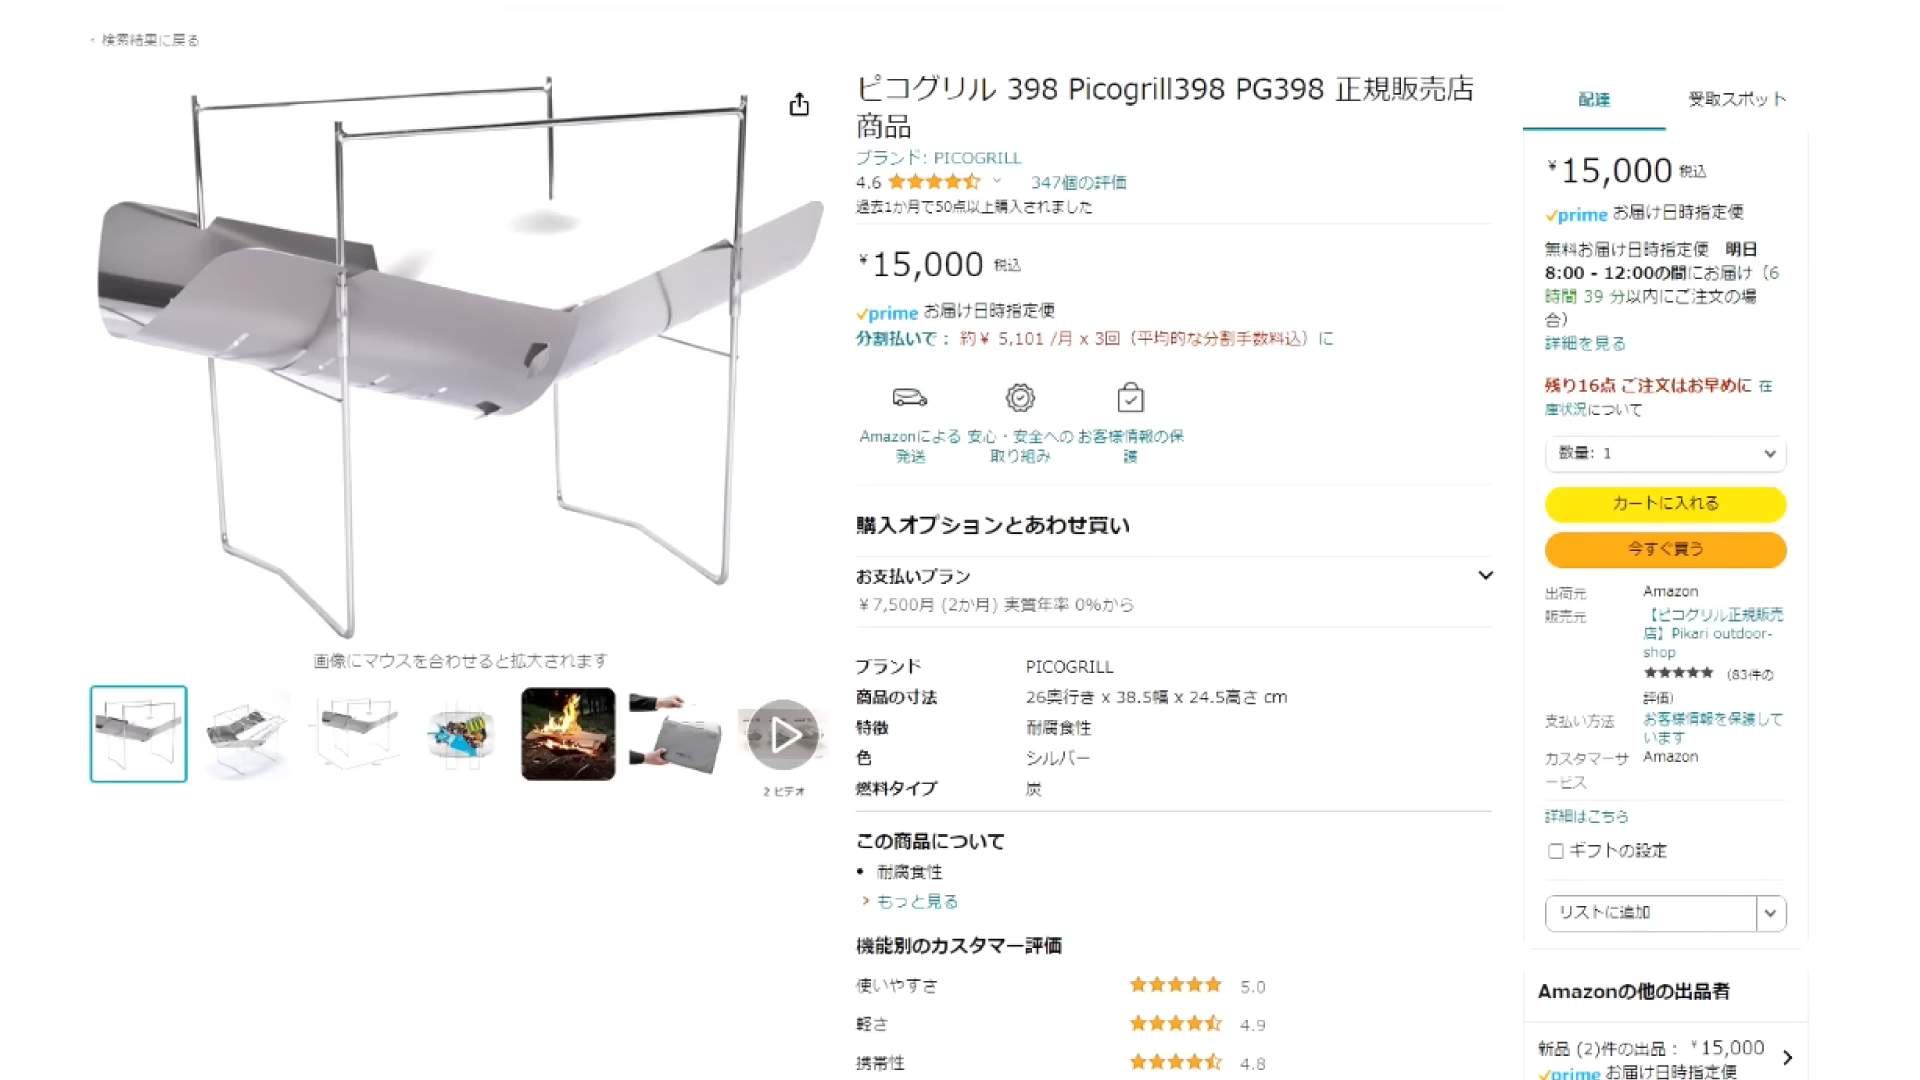 ‹ 検索結果に戻る
画像にマウスを合わせると拡大されます
2 ビデオ
ピコグリル 398 Picogrill398 PG398 正規販売店
商品
ブランド: PICOGRILL
4.6 347個の評価
過去1か月で50点以上購入されました
¥15,000 税込
prime お届け日時指定便
分割払いで： 約￥ 5,101 /月 x 3回（平均的な分割手数料込）に
Amazonによる
発送
安心・安全への
取り組み
お客様情報の保
護
購入オプションとあわせ買い
お支払いプラン
￥7,500月 (2か月) 実質年率 0%から
ブランド PICOGRILL
商品の寸法 26奥行き x 38.5幅 x 24.5高さ cm
特徴 耐腐食性
色 シルバー
燃料タイプ 炭
この商品について
• 耐腐食性
› もっと見る
機能別のカスタマー評価
使いやすさ 5.0
軽さ 4.9
携帯性 4.8
配達 受取スポット
¥15,000 税込
prime お届け日時指定便
無料お届け日時指定便 明日
8:00 - 12:00の間にお届け（6
時間 39 分以内にご注文の場
合）
詳細を見る
残り16点 ご注文はお早めに 在
庫状況について
数量: 1
カートに入れる
今すぐ買う
出荷元 Amazon
販売元 【ピコグリル正規販売
店】Pikari outdoor-
shop
(83件の
評価)
支払い方法 お客様情報を保護して
います
カスタマーサ Amazon
ービス
詳細はこちら
ギフトの設定
リストに追加
Amazonの他の出品者
新品 (2)件の出品： ¥15,000
prime お届け日時指定便